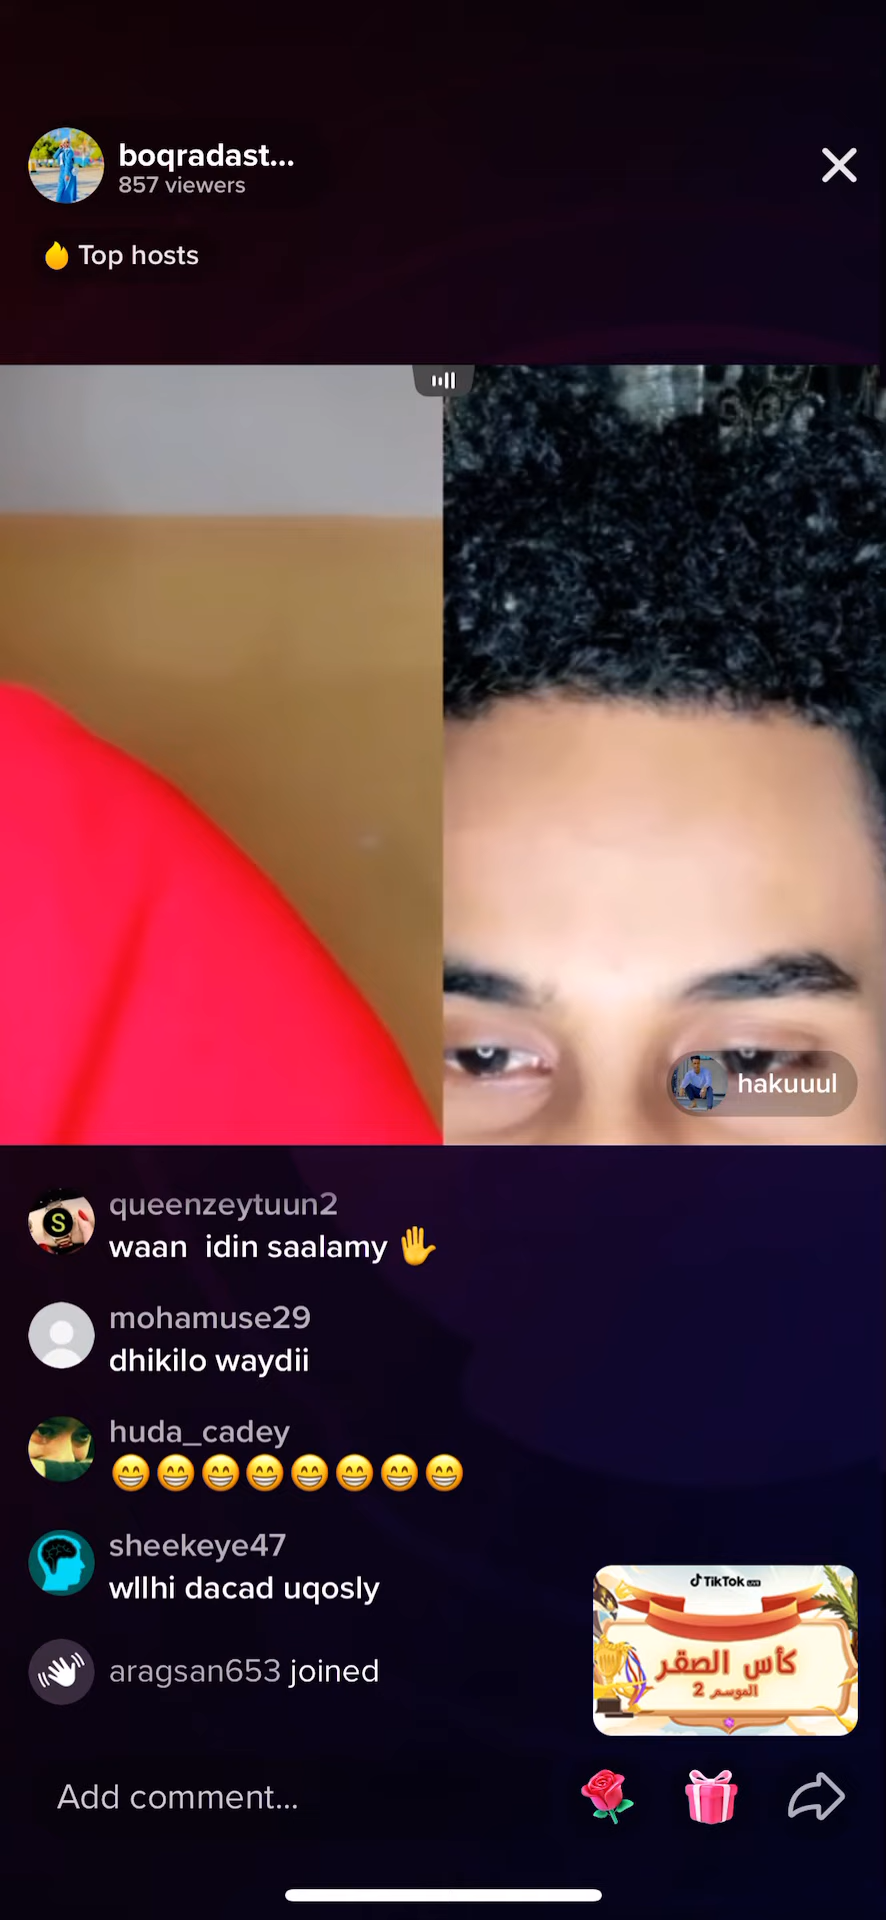 boqradast...
857 viewers
Top hosts
hakuuul
queenzeytuun2
waan idin saalamy
mohamuse29
dhikilo waydii
huda_cadey
sheekeye47
wllhi dacad uqosly
aragsan653 joined
TikTok LIVE
كأس الصقر
الموسم 2
Add comment...